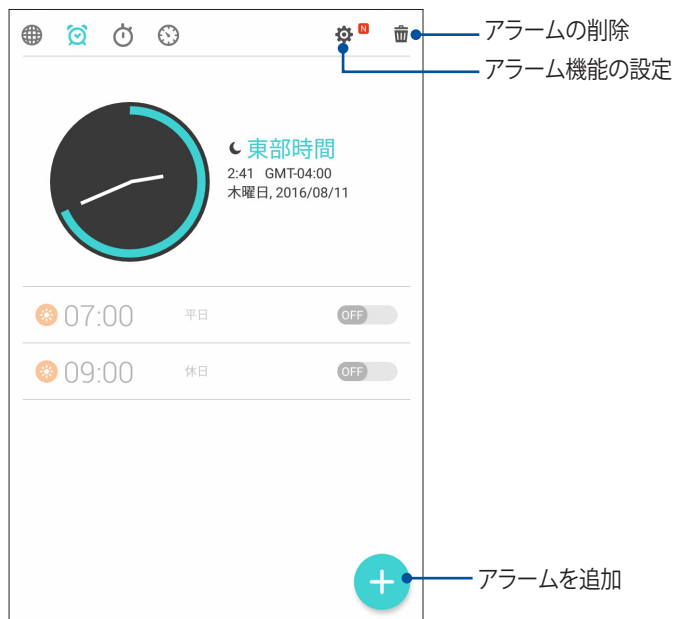 N
アラームの削除
アラーム機能の設定
東部時間
2:41 GMT-04:00
木曜日, 2016/08/11
07:00 平日 OFF
09:00 休日 OFF
アラームを追加